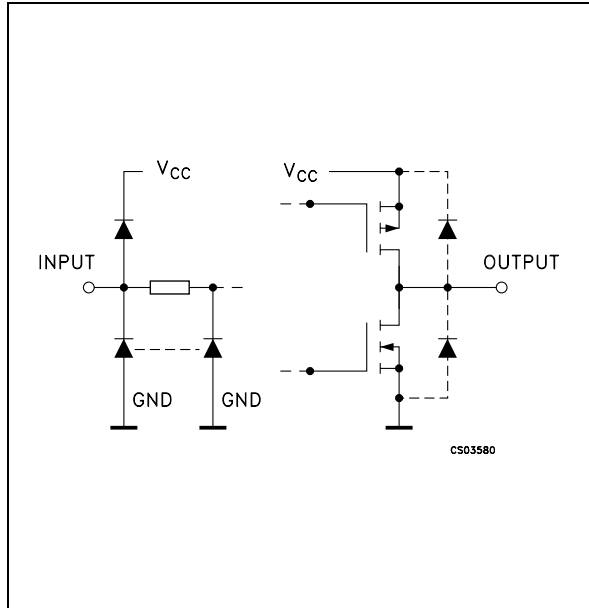 VCC
VCC
INPUT
OUTPUT
GND
GND
CS03580